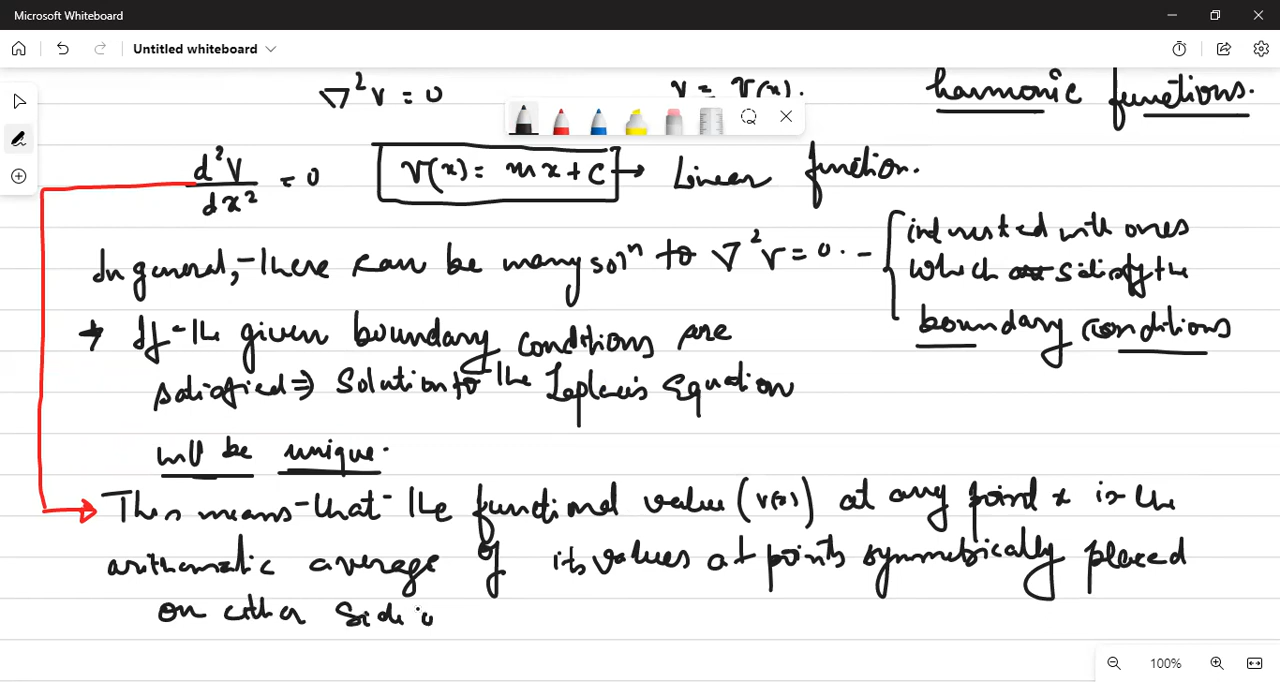 Microsoft Whiteboard
Untitled whiteboard
∇²V = 0 V = V(x). harmonic functions.
d²V/dx² = 0 V(x) = mx + c → Linear function.
In general, there can be many solⁿ to ∇²V = 0. - { intrusted with ones
which satisfy the
boundary conditions
→ If the given boundary conditions are
satisfied ⇒ Solution to the Laplace's Equation
will be unique.
This means that the functional value (V(x)) at any point x is the
arithmatic average of its values at points symmetrically placed
on either side
100%